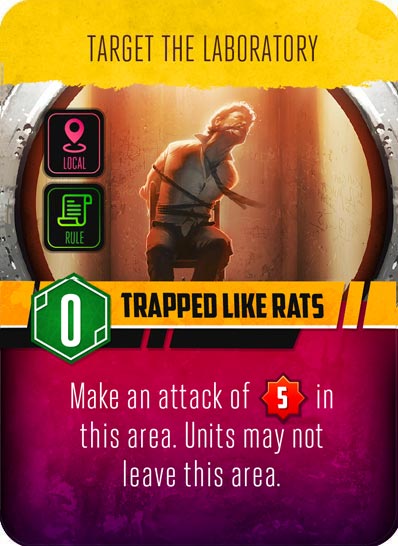 TARGET THE LABORATORY
LOCAL
RULE
0 TRAPPED LIKE RATS
Make an attack of 5 in
this area. Units may not
leave this area.